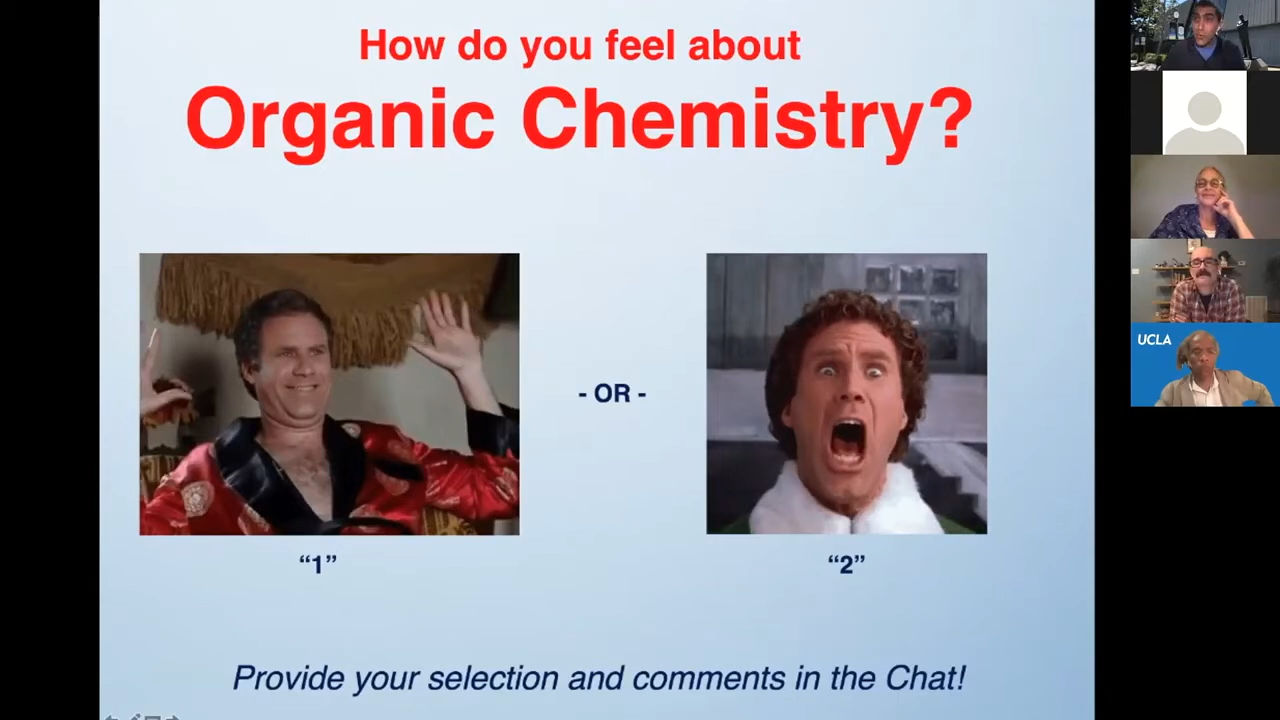 How do you feel about
Organic Chemistry?
- OR -
“1”
“2”
Provide your selection and comments in the Chat!
UCLA